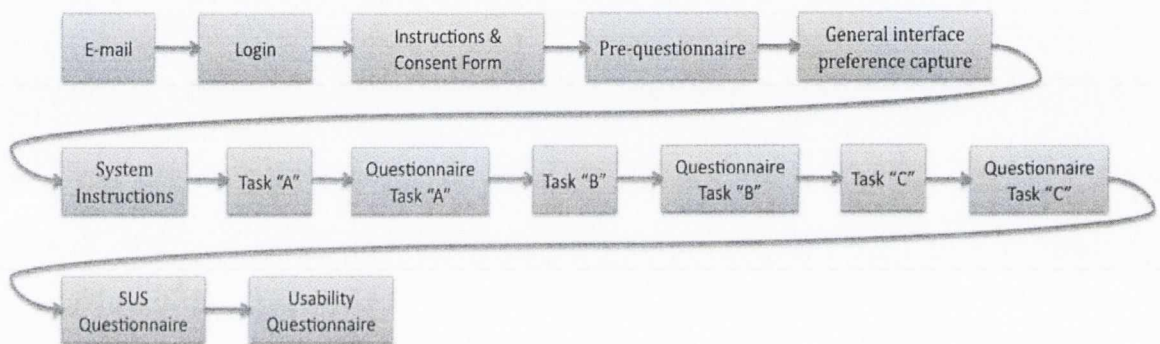 E-mail
Login
Instructions &
Consent Form
Pre-questionnaire
General interface
preference capture
System
Instructions
Task "A"
Questionnaire
Task "A"
Task "B"
Questionnaire
Task "B"
Task "C"
Questionnaire
Task "C"
SUS
Questionnaire
Usability
Questionnaire